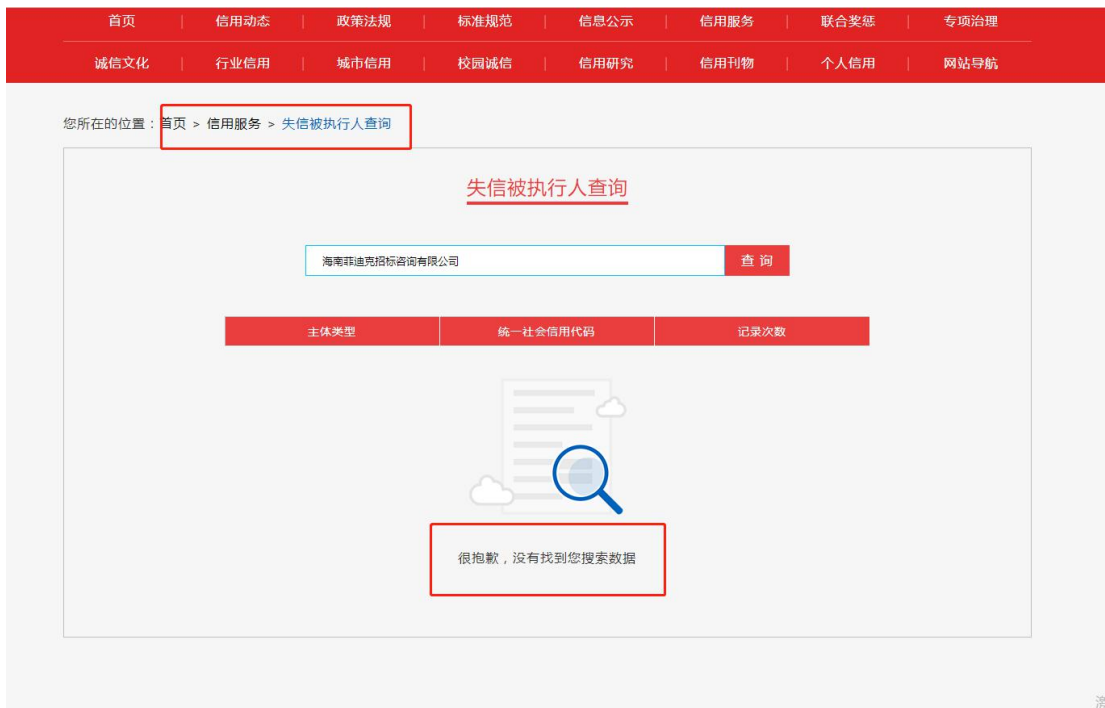 首页 | 信用动态 | 政策法规 | 标准规范 | 信息公示 | 信用服务 | 联合奖惩 | 专项治理
诚信文化 | 行业信用 | 城市信用 | 校园诚信 | 信用研究 | 信用刊物 | 个人信用 | 网站导航
您所在的位置：首页 > 信用服务 > 失信被执行人查询
失信被执行人查询
海南菲迪克招标咨询有限公司 查询
主体类型 统一社会信用代码 记录次数
很抱歉，没有找到您搜索数据